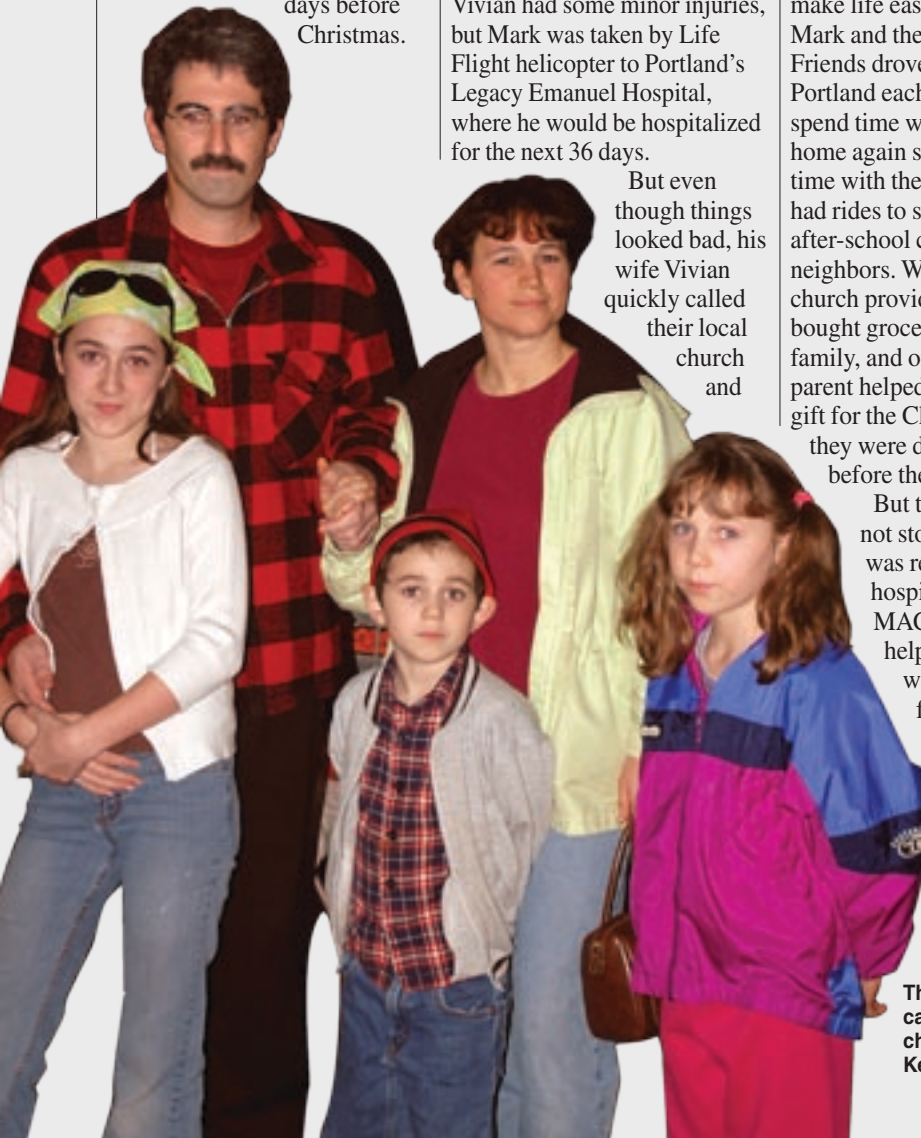 days before
Christmas.
Vivian had some minor injuries,
but Mark was taken by Life
Flight helicopter to Portland's
Legacy Emanuel Hospital,
where he would be hospitalized
for the next 36 days.
But even
though things
looked bad, his
wife Vivian
quickly called
their local
church
and
make life eas
Mark and the
Friends drove
Portland each
spend time w
home again s
time with the
had rides to s
after-school c
neighbors. W
church provid
bought groce
family, and o
parent helped
gift for the Ch
they were d
before the
But t
not sto
was re
hospi
MAC
help
w
f
Th
ca
ch
Ke